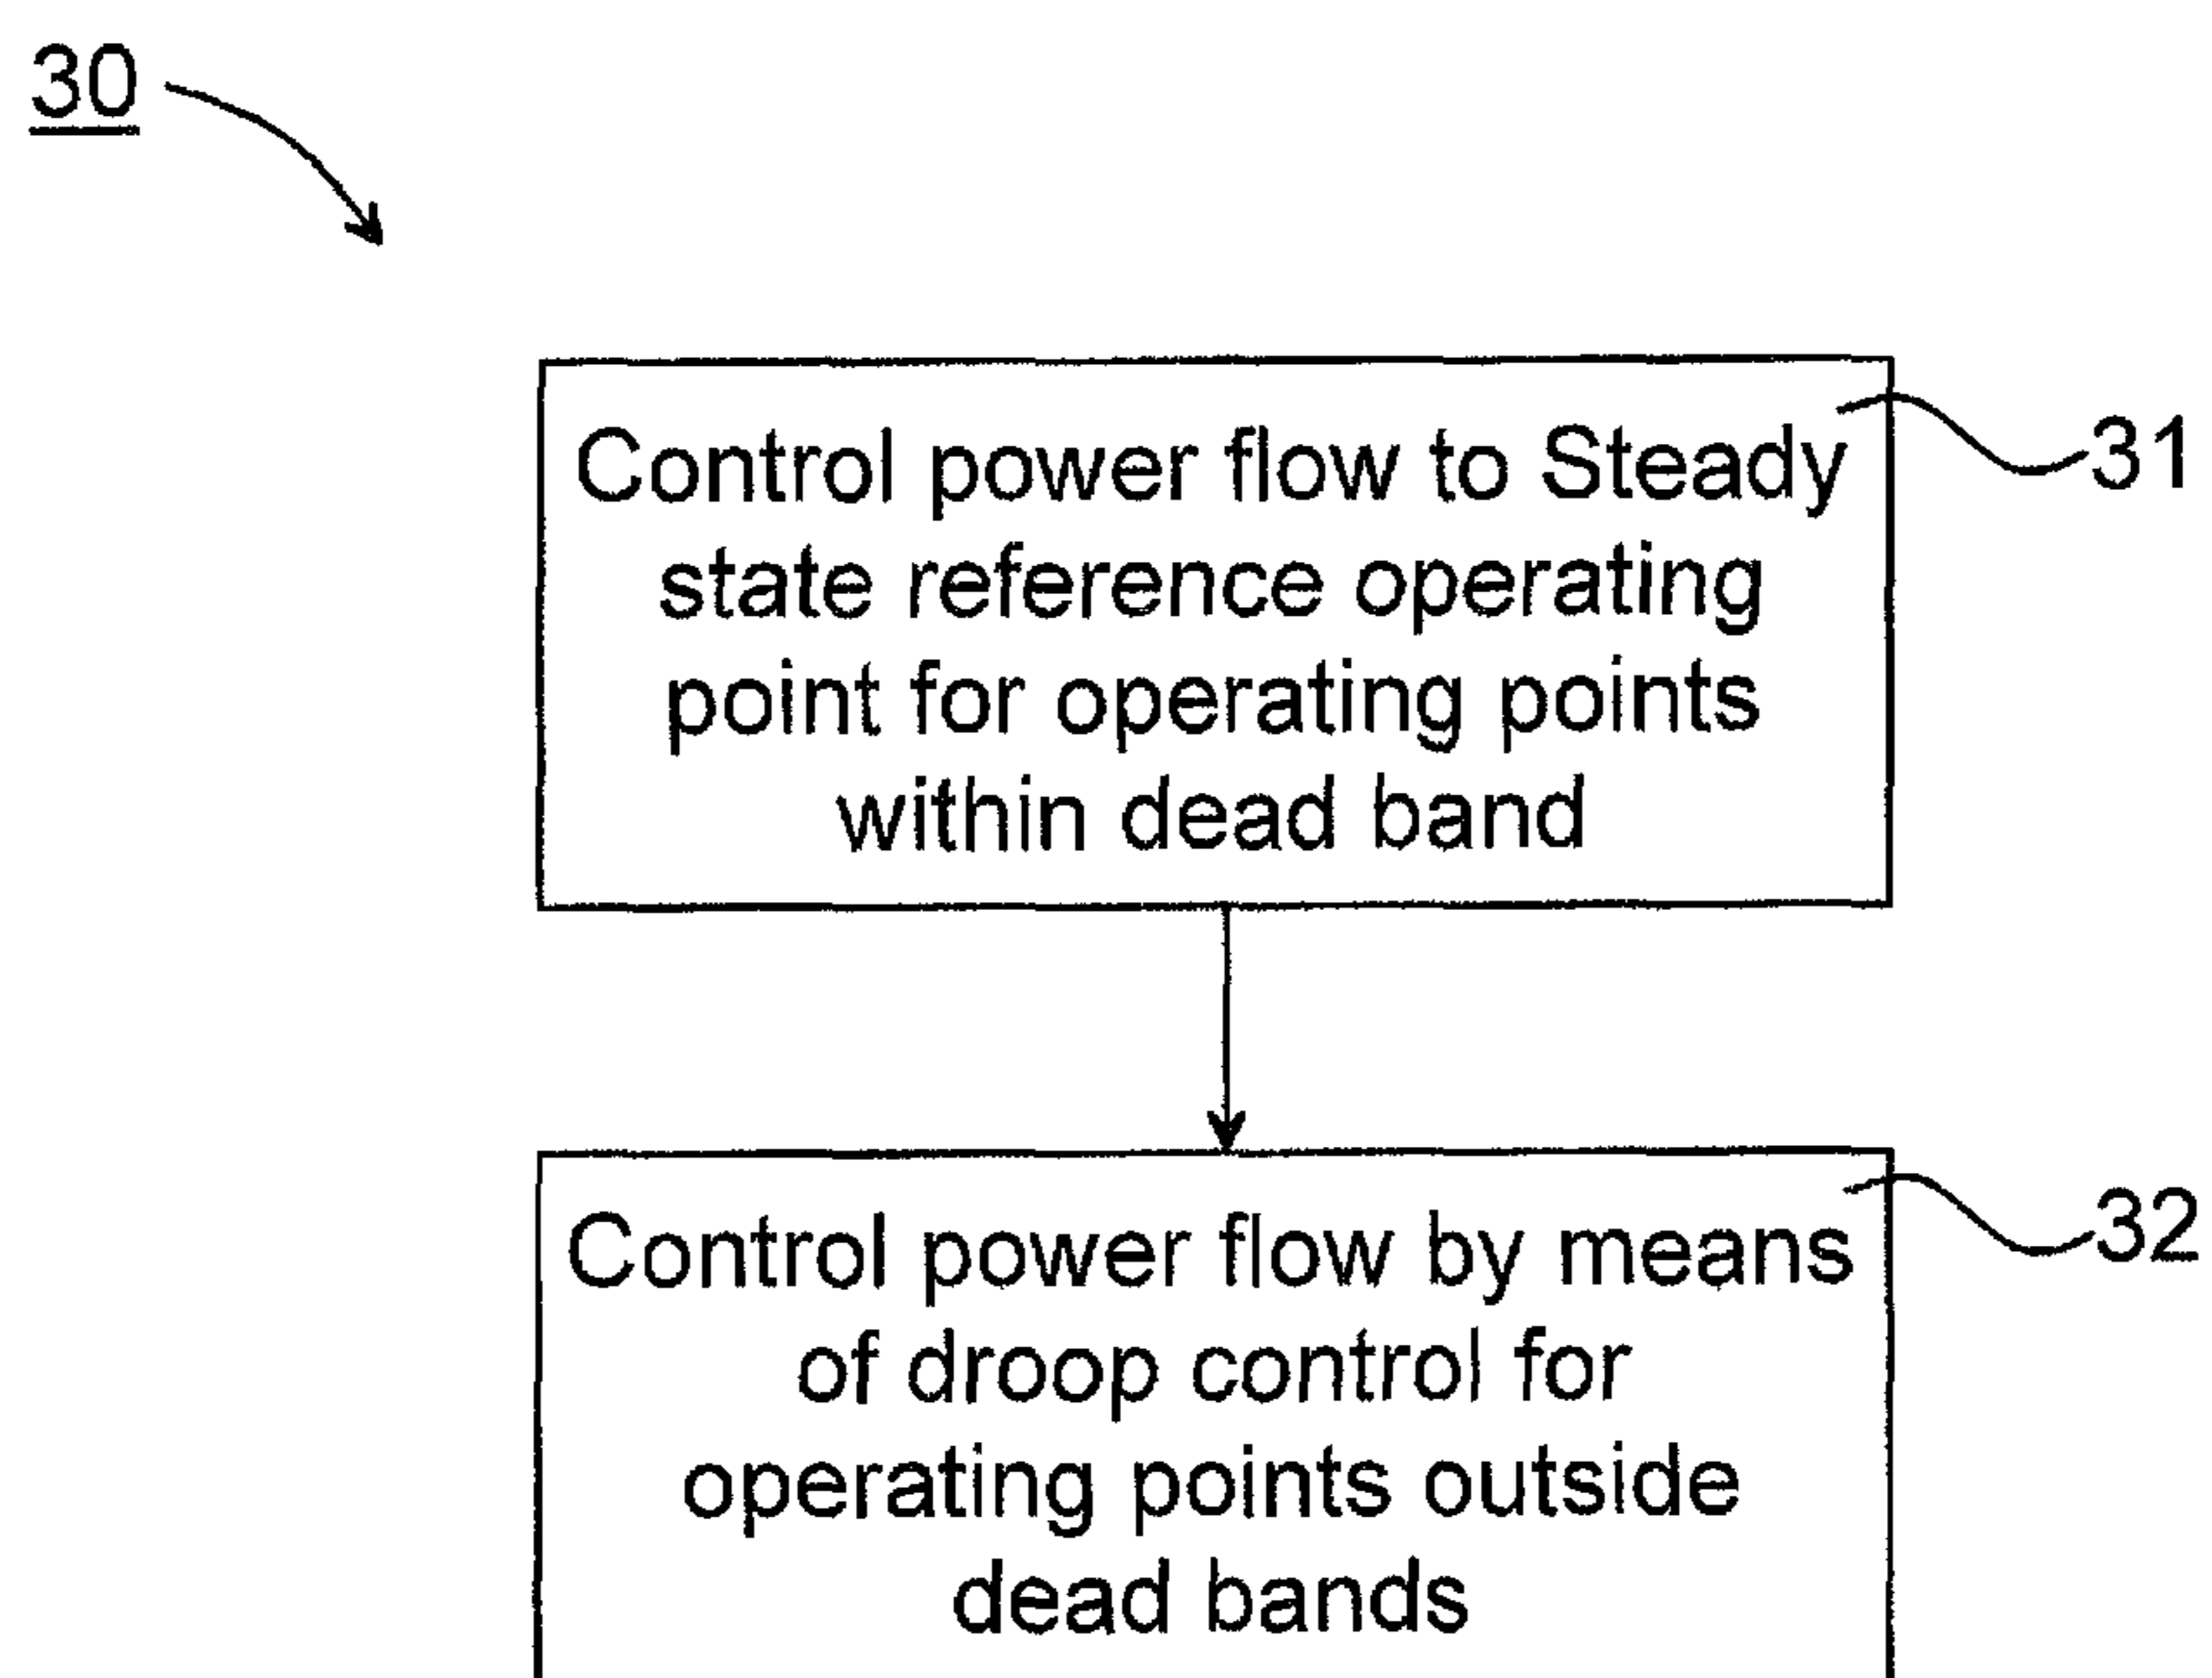 30
Control power flow to Steady
state reference operating
point for operating points
within dead band
31
Control power flow by means
of droop control for
operating points outside
dead bands
32